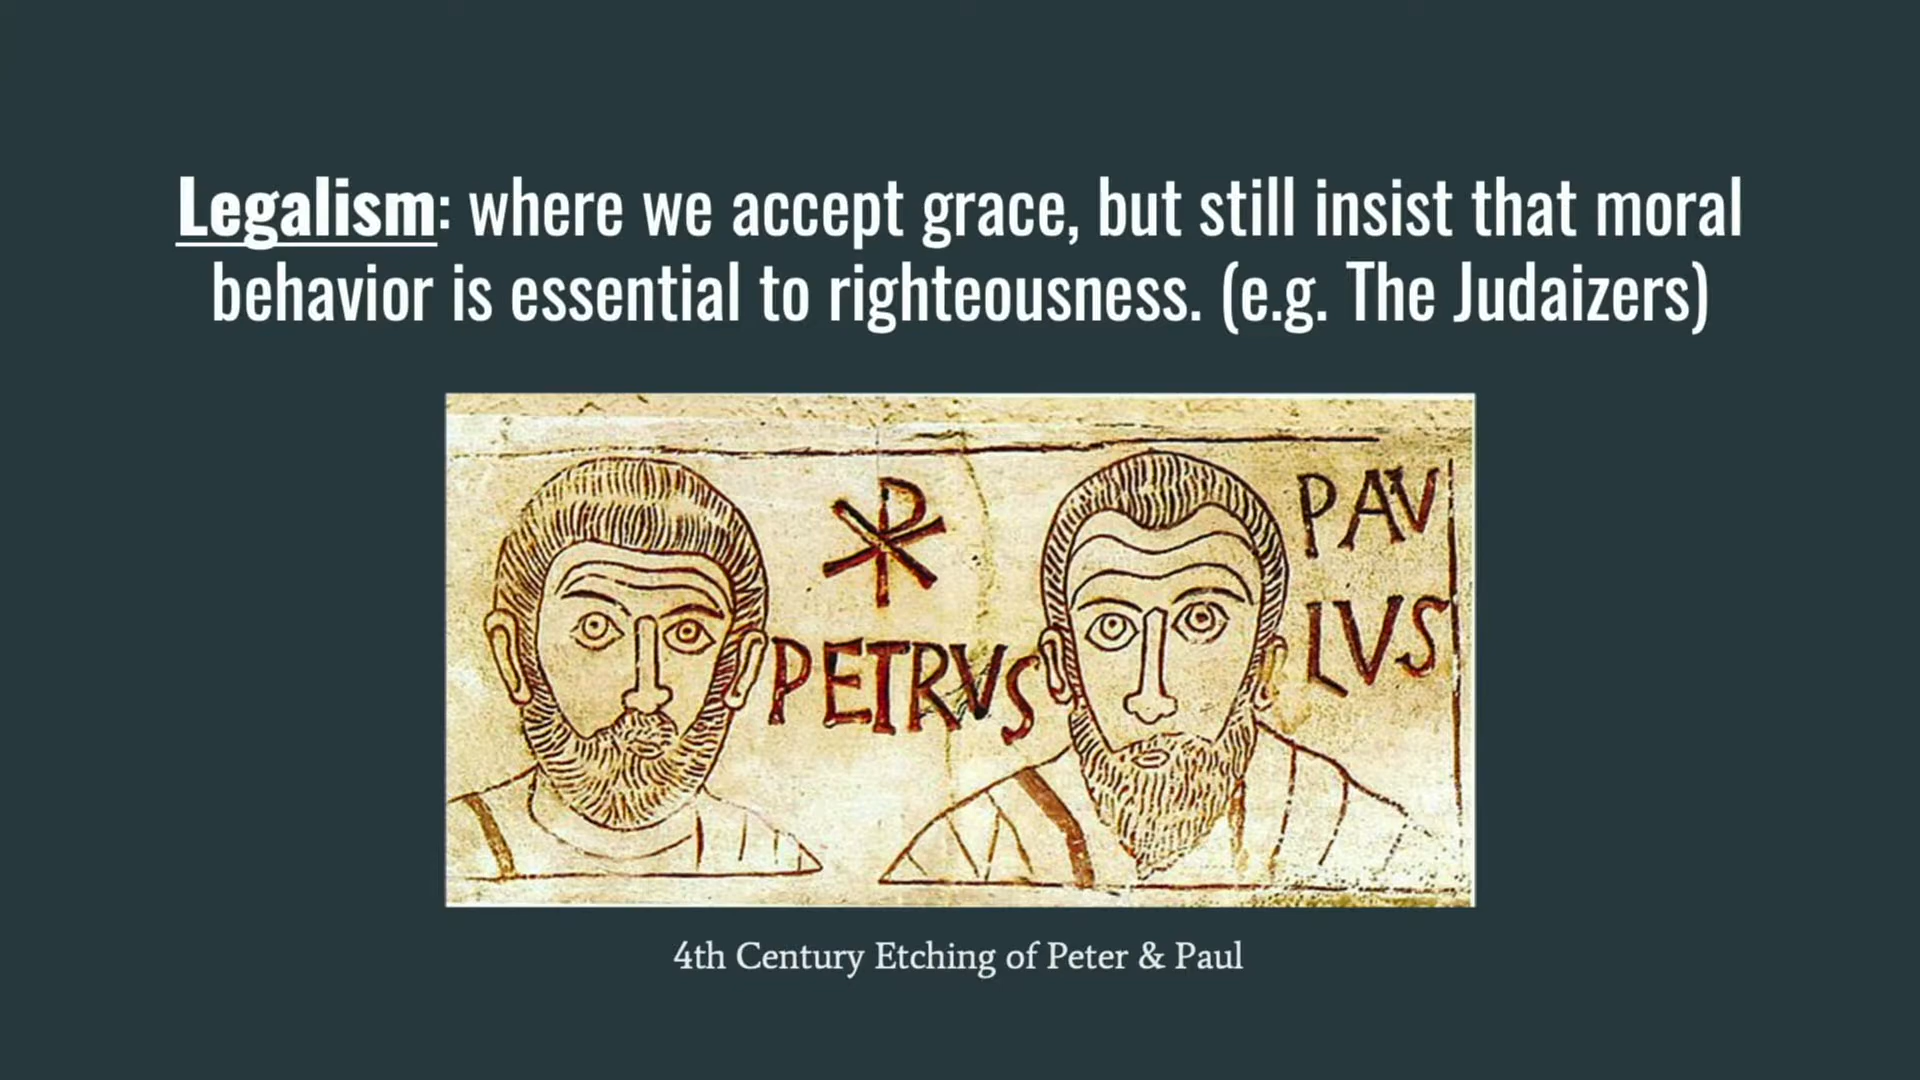 Legalism: where we accept grace, but still insist that moral
behavior is essential to righteousness. (e.g. The Judaizers)
☧
PETRVS
PAV
LVS
4th Century Etching of Peter & Paul